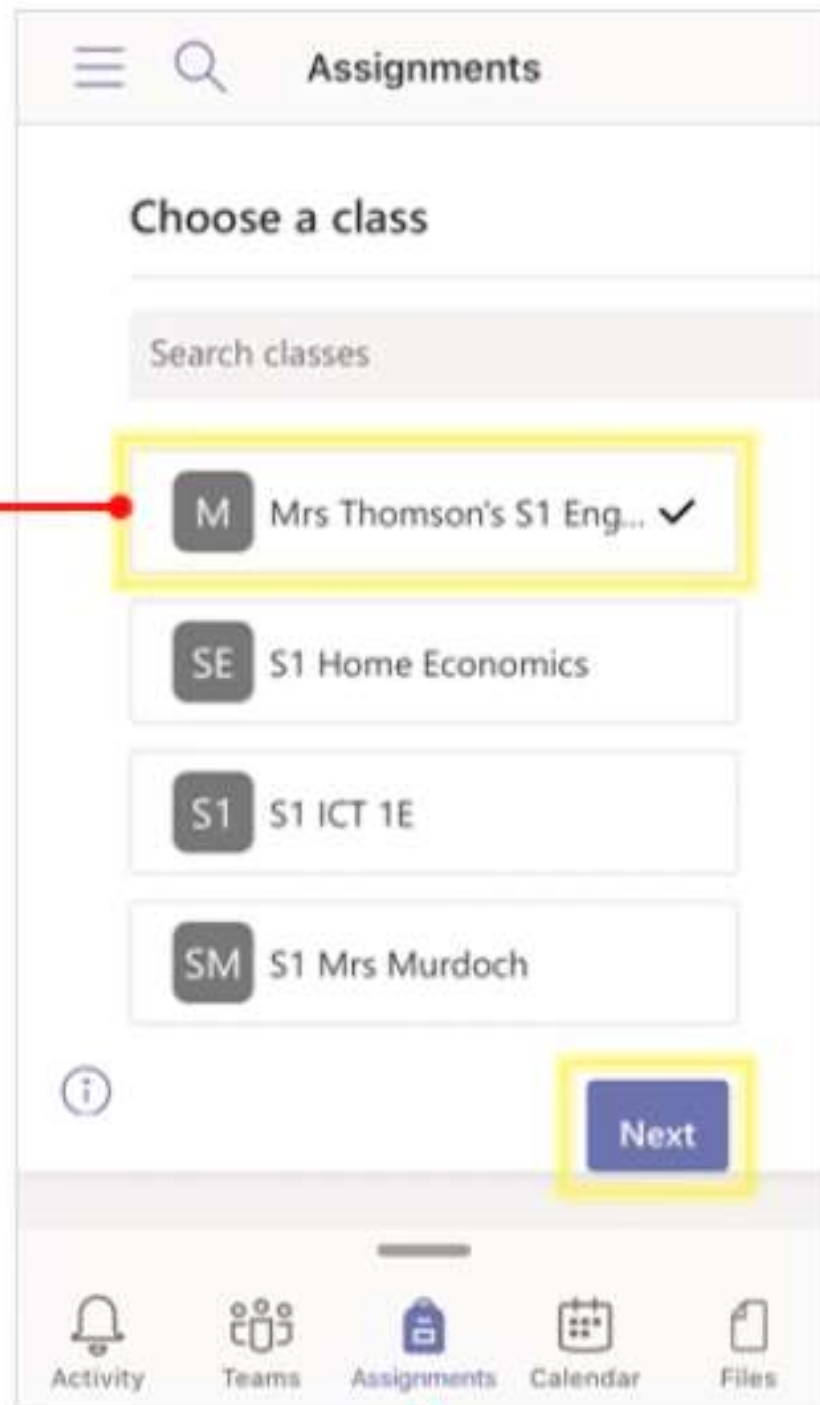 Assignments
Choose a class
Search classes
M Mrs Thomson's S1 Eng...
SE S1 Home Economics
S1 S1 ICT 1E
SM S1 Mrs Murdoch
Next
Activity Teams Assignments Calendar Files